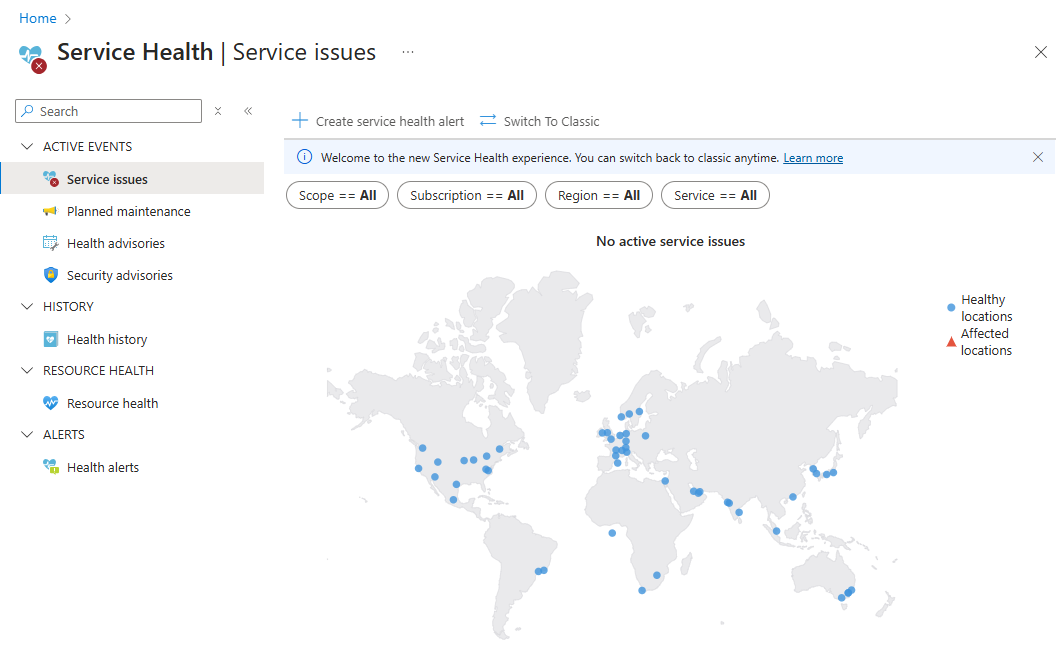 Home
Service Health | Service issues
Search
Create service health alert
Switch To Classic
ACTIVE EVENTS
Welcome to the new Service Health experience. You can switch back to classic anytime. Learn more
Service issues
Scope == All
Subscription == All
Region == All
Service == All
Planned maintenance
Health advisories
No active service issues
Security advisories
HISTORY
Healthy
locations
Affected
locations
Health history
RESOURCE HEALTH
Resource health
ALERTS
Health alerts